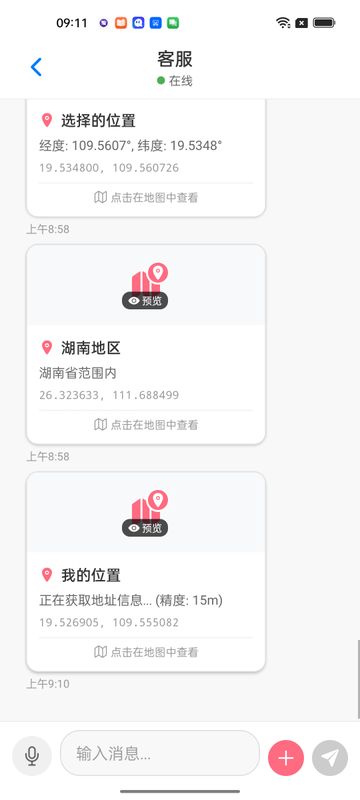 09:11
客服
在线
选择的位置
经度: 109.5607°, 纬度: 19.5348°
19.534800, 109.560726
点击在地图中查看
上午8:58
预览
湖南地区
湖南省范围内
26.323633, 111.688499
点击在地图中查看
上午8:58
预览
我的位置
正在获取地址信息... (精度: 15m)
19.526905, 109.555082
点击在地图中查看
上午9:10
输入消息...